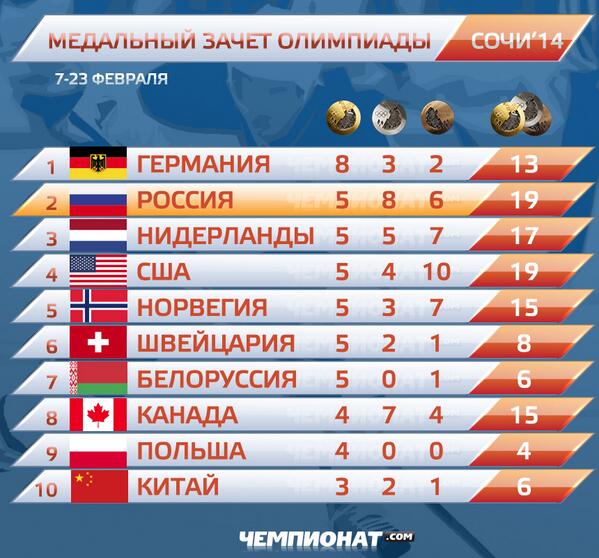 МЕДАЛЬНЫЙ ЗАЧЕТ ОЛИМПИАДЫ СОЧИ'14
7-23 ФЕВРАЛЯ
1 ГЕРМАНИЯ 8 3 2 13
2 РОССИЯ 5 8 6 19
3 НИДЕРЛАНДЫ 5 5 7 17
4 США 5 4 10 19
5 НОРВЕГИЯ 5 3 7 15
6 ШВЕЙЦАРИЯ 5 2 1 8
7 БЕЛОРУССИЯ 5 0 1 6
8 КАНАДА 4 7 4 15
9 ПОЛЬША 4 0 0 4
10 КИТАЙ 3 2 1 6
ЧЕМПИОНАТ.COM